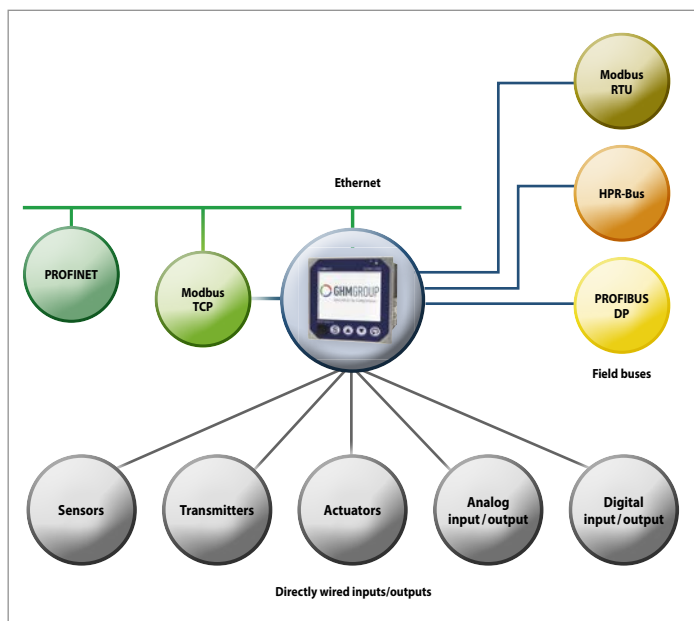 Modbus
RTU
Ethernet
HPR-Bus
PROFINET
Modbus
TCP
GHMGROUP
PROFIBUS
DP
Field buses
Sensors
Transmitters
Actuators
Analog
input/output
Digital
input/output
Directly wired inputs/outputs